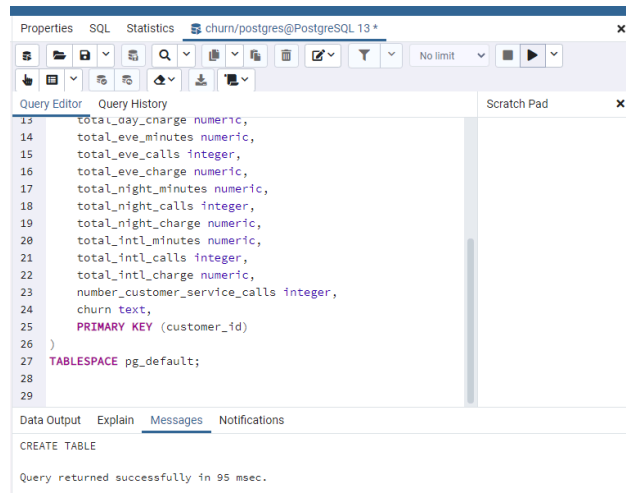 Properties SQL Statistics churn/postgres@PostgreSQL 13 * x
No limit
Query Editor Query History Scratch Pad x
13 total_day_charge numeric,
14 total_eve_minutes numeric,
15 total_eve_calls integer,
16 total_eve_charge numeric,
17 total_night_minutes numeric,
18 total_night_calls integer,
19 total_night_charge numeric,
20 total_intl_minutes numeric,
21 total_intl_calls integer,
22 total_intl_charge numeric,
23 number_customer_service_calls integer,
24 churn text,
25 PRIMARY KEY (customer_id)
26 )
27 TABLESPACE pg_default;
28
29
Data Output Explain Messages Notifications
CREATE TABLE
Query returned successfully in 95 msec.